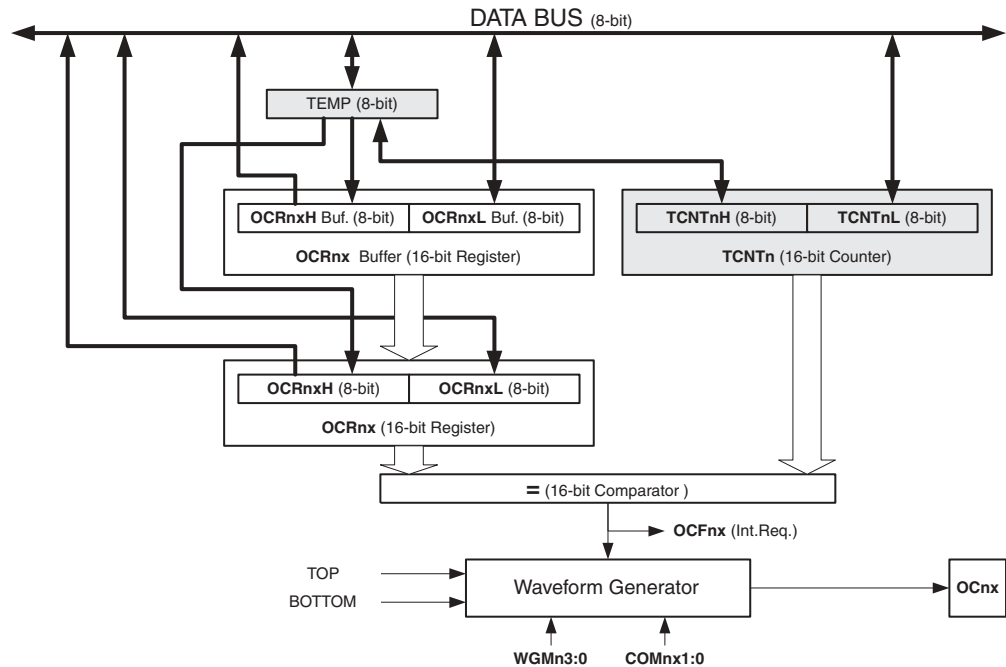 DATA BUS (8-bit)
TEMP (8-bit)
OCRnxH Buf. (8-bit) OCRnxL Buf. (8-bit)
OCRnx Buffer (16-bit Register)
TCNTnH (8-bit) TCNTnL (8-bit)
TCNTn (16-bit Counter)
OCRnxH (8-bit) OCRnxL (8-bit)
OCRnx (16-bit Register)
= (16-bit Comparator )
OCFnx (Int.Req.)
TOP
BOTTOM
Waveform Generator
OCnx
WGMn3:0 COMnx1:0